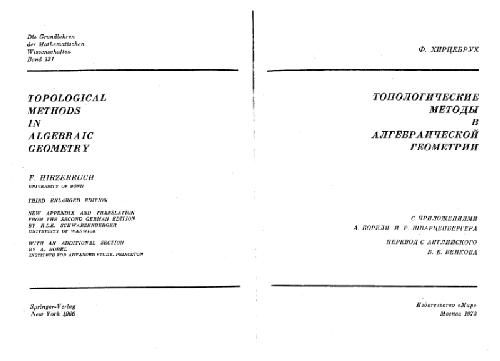 Die Grundlehren
der Mathematischen
Wissenschaften
Band 131
TOPOLOGICAL
METHODS
IN
ALGEBRAIC
GEOMETRY
F. HIRZEBRUCH
UNIVERSITY OF BONN
THIRD ENLARGED EDITION
NEW APPENDIX AND TRANSLATION
FROM THE SECOND GERMAN EDITION
BY R.L.E. SCHWARZENBERGER
UNIVERSITY OF WARWICK
WITH AN ADDITIONAL SECTION
BY A. BOREL
INSTITUTE FOR ADVANCED STUDY, PRINCETON
Springer-Verlag
New York 1966
Ф. ХИРЦЕБРУХ
ТОПОЛОГИЧЕСКИЕ
МЕТОДЫ
В
АЛГЕБРАИЧЕСКОЙ
ГЕОМЕТРИИ
С ПРИЛОЖЕНИЯМИ
А. БОРЕЛЯ И Р. ШВАРЦЕНБЕРГЕРА
ПЕРЕВОД С АНГЛИЙСКОГО
Б. Б. ВЕНКОВА
Издательство «Мир»
Москва 1973